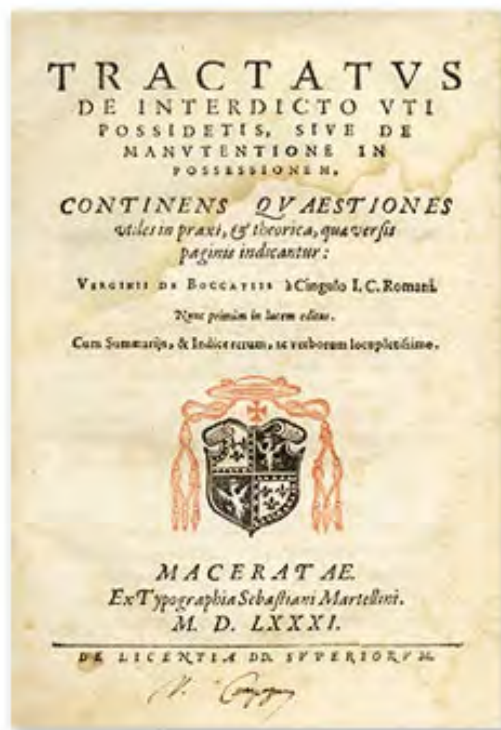 TRACTATVS
DE INTERDICTO VTI
POSSIDETIS, SIVE DE
MANVTENTIONE IN
POSSESSIONEM,
CONTINENS QVAESTIONES
vtiles in praxi, & theorica, quae versis
paginis indicantur:
VERGINII DE BOCCATIIS à Cingulo I. C. Romani.
Nunc primùm in lucem editus.
Cum Summarijs, & Indice rerum, ac verborum locupletissimo.
MACERATAE.
Ex Typographia Sebastiani Martellini.
M. D. LXXXI.
DE LICENTIA DD. SVPERIORVM.